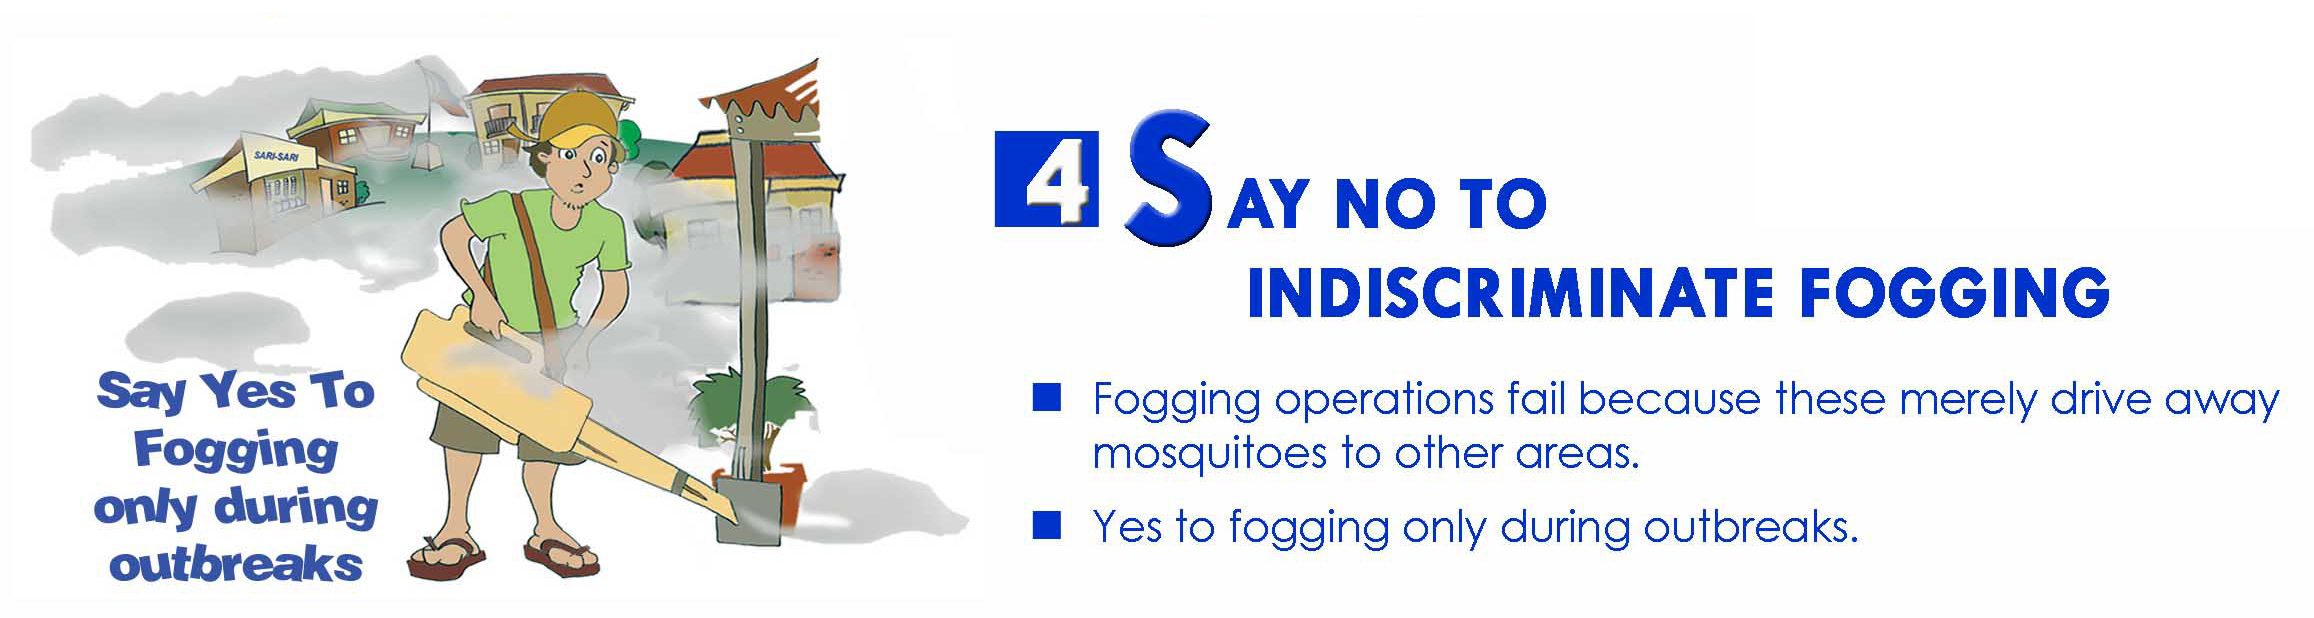 SARI-SARI
Say Yes To
Fogging
only during
outbreaks
4 SAY NO TO
INDISCRIMINATE FOGGING
■ Fogging operations fail because these merely drive away
mosquitoes to other areas.
■ Yes to fogging only during outbreaks.